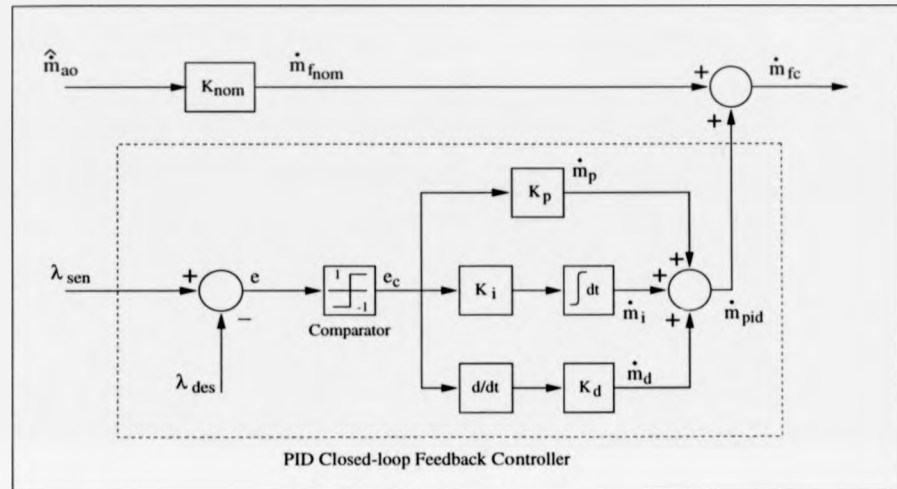 ṁ̂ao
Knom
ṁfnom
+
ṁfc
+
Kp
ṁp
λsen
+
e
1
-1
ec
Ki
∫dt
ṁi
+
+
+
ṁpid
−
Comparator
λdes
d/dt
Kd
ṁd
PID Closed-loop Feedback Controller